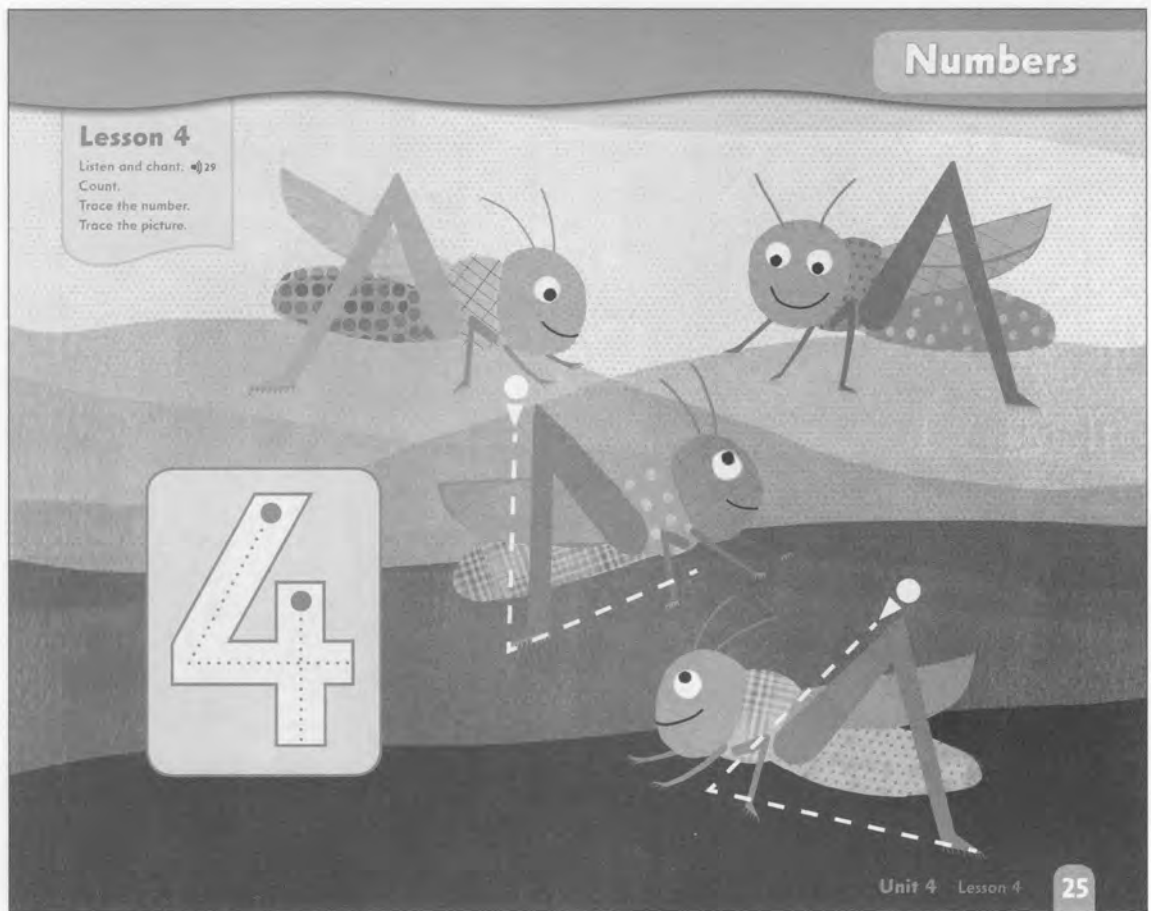 Numbers
Lesson 4
Listen and chant. 29
Count.
Trace the number.
Trace the picture.
4
Unit 4 Lesson 4
25